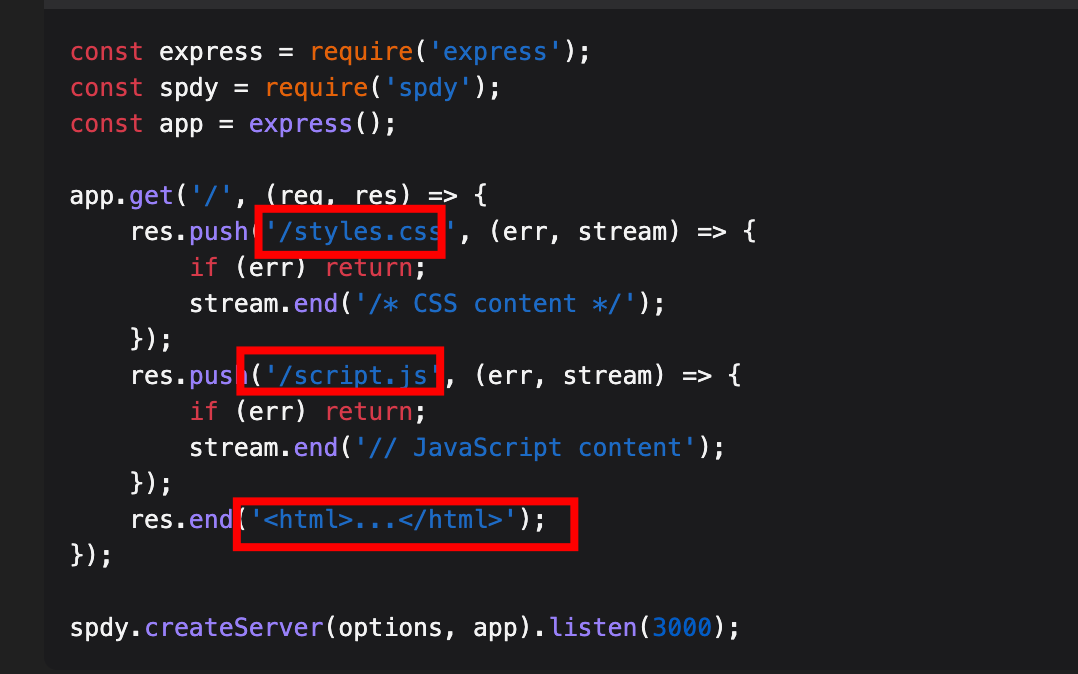 const express = require('express');
const spdy = require('spdy');
const app = express();
app.get('/', (req, res) => {
res.push('/styles.css', (err, stream) => {
if (err) return;
stream.end('/* CSS content */');
});
res.push('/script.js', (err, stream) => {
if (err) return;
stream.end('// JavaScript content');
});
res.end('<html>...</html>');
});
spdy.createServer(options, app).listen(3000);